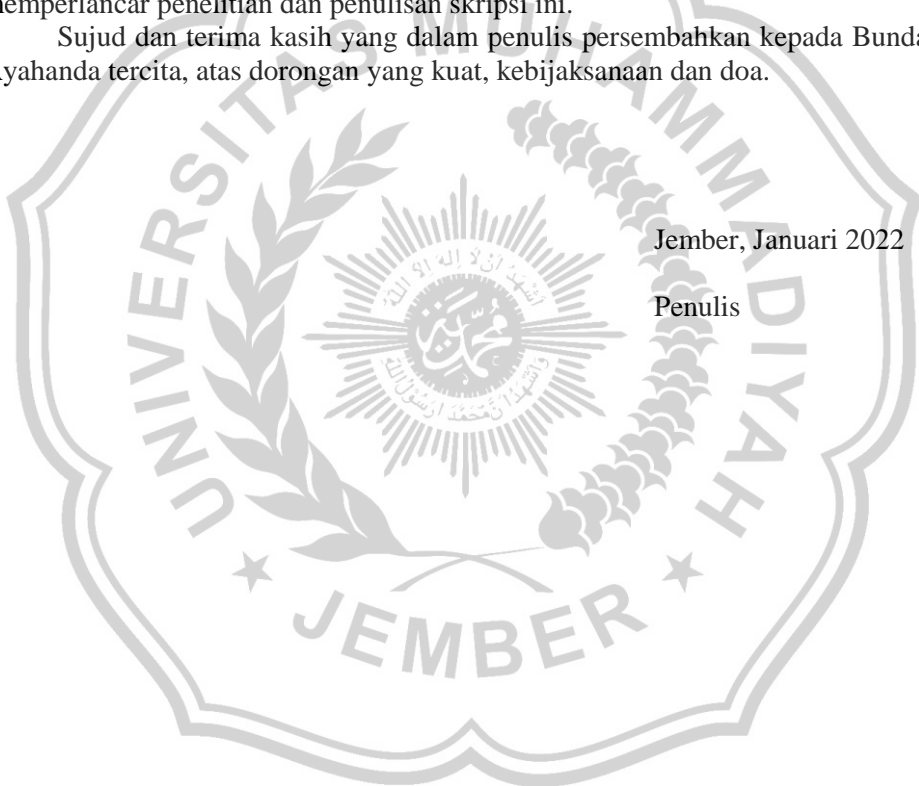 memperlancar penelitian dan penulisan skripsi ini.
Sujud dan terima kasih yang dalam penulis persembahkan kepada Bunda
Ayahanda tercita, atas dorongan yang kuat, kebijaksanaan dan doa.
Jember, Januari 2022
Penulis
UNIVERSITAS MUHAMMADIYAH
JEMBER